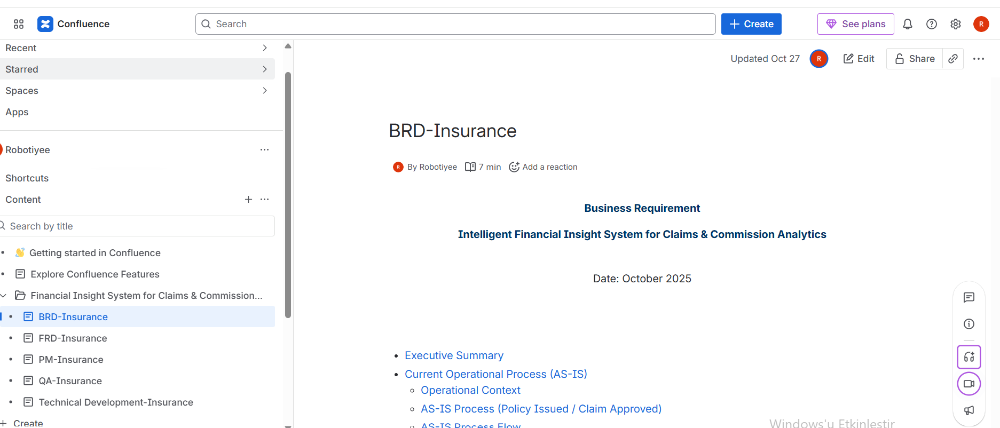 Confluence
Search
Create
See plans
R
Recent
Starred
Spaces
Apps
Robotiyee
Shortcuts
Content
Search by title
Getting started in Confluence
Explore Confluence Features
Financial Insight System for Claims & Commission...
BRD-Insurance
FRD-Insurance
PM-Insurance
QA-Insurance
Technical Development-Insurance
Create
Updated Oct 27
R
Edit
Share
BRD-Insurance
R
By Robotiyee
7 min
Add a reaction
Business Requirement
Intelligent Financial Insight System for Claims & Commission Analytics
Date: October 2025
Executive Summary
Current Operational Process (AS-IS)
Operational Context
AS-IS Process (Policy Issued / Claim Approved)
AS-IS Process Flow
Windows'u Etkinleştir